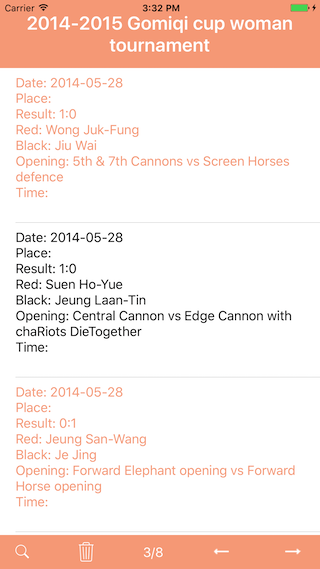 Carrier 3:32 PM
2014-2015 Gomiqi cup woman
tournament
Date: 2014-05-28
Place:
Result: 1:0
Red: Wong Juk-Fung
Black: Jiu Wai
Opening: 5th & 7th Cannons vs Screen Horses
defence
Time:
Date: 2014-05-28
Place:
Result: 1:0
Red: Suen Ho-Yue
Black: Jeung Laan-Tin
Opening: Central Cannon vs Edge Cannon with
chaRiots DieTogether
Time:
Date: 2014-05-28
Place:
Result: 0:1
Red: Jeung San-Wang
Black: Je Jing
Opening: Forward Elephant opening vs Forward
Horse opening
Time:
3/8